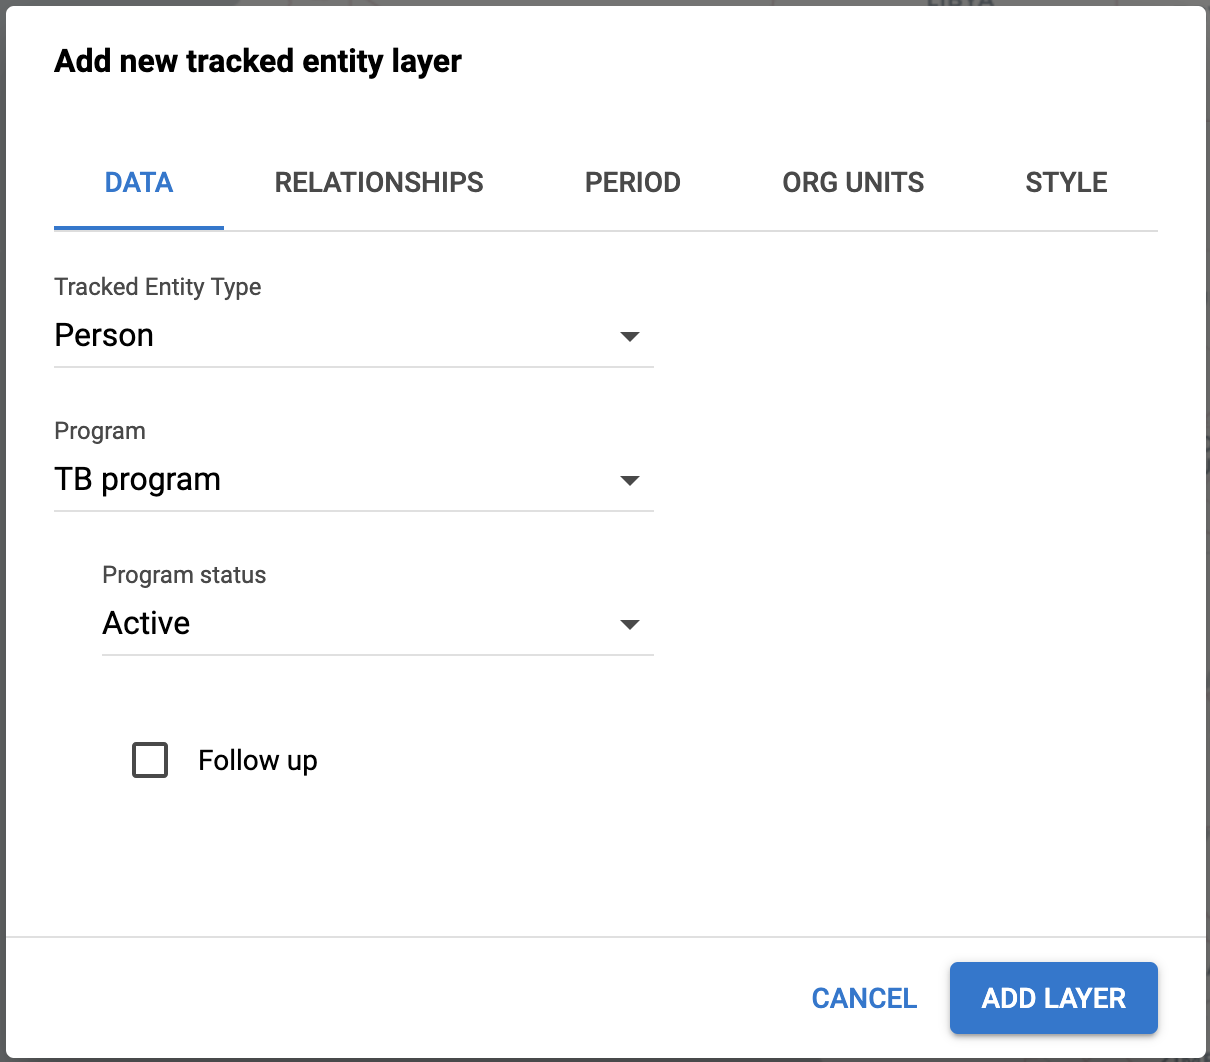 LIBYA
Add new tracked entity layer
DATA RELATIONSHIPS PERIOD ORG UNITS STYLE
Tracked Entity Type
Person
Program
TB program
Program status
Active
Follow up
CANCEL ADD LAYER